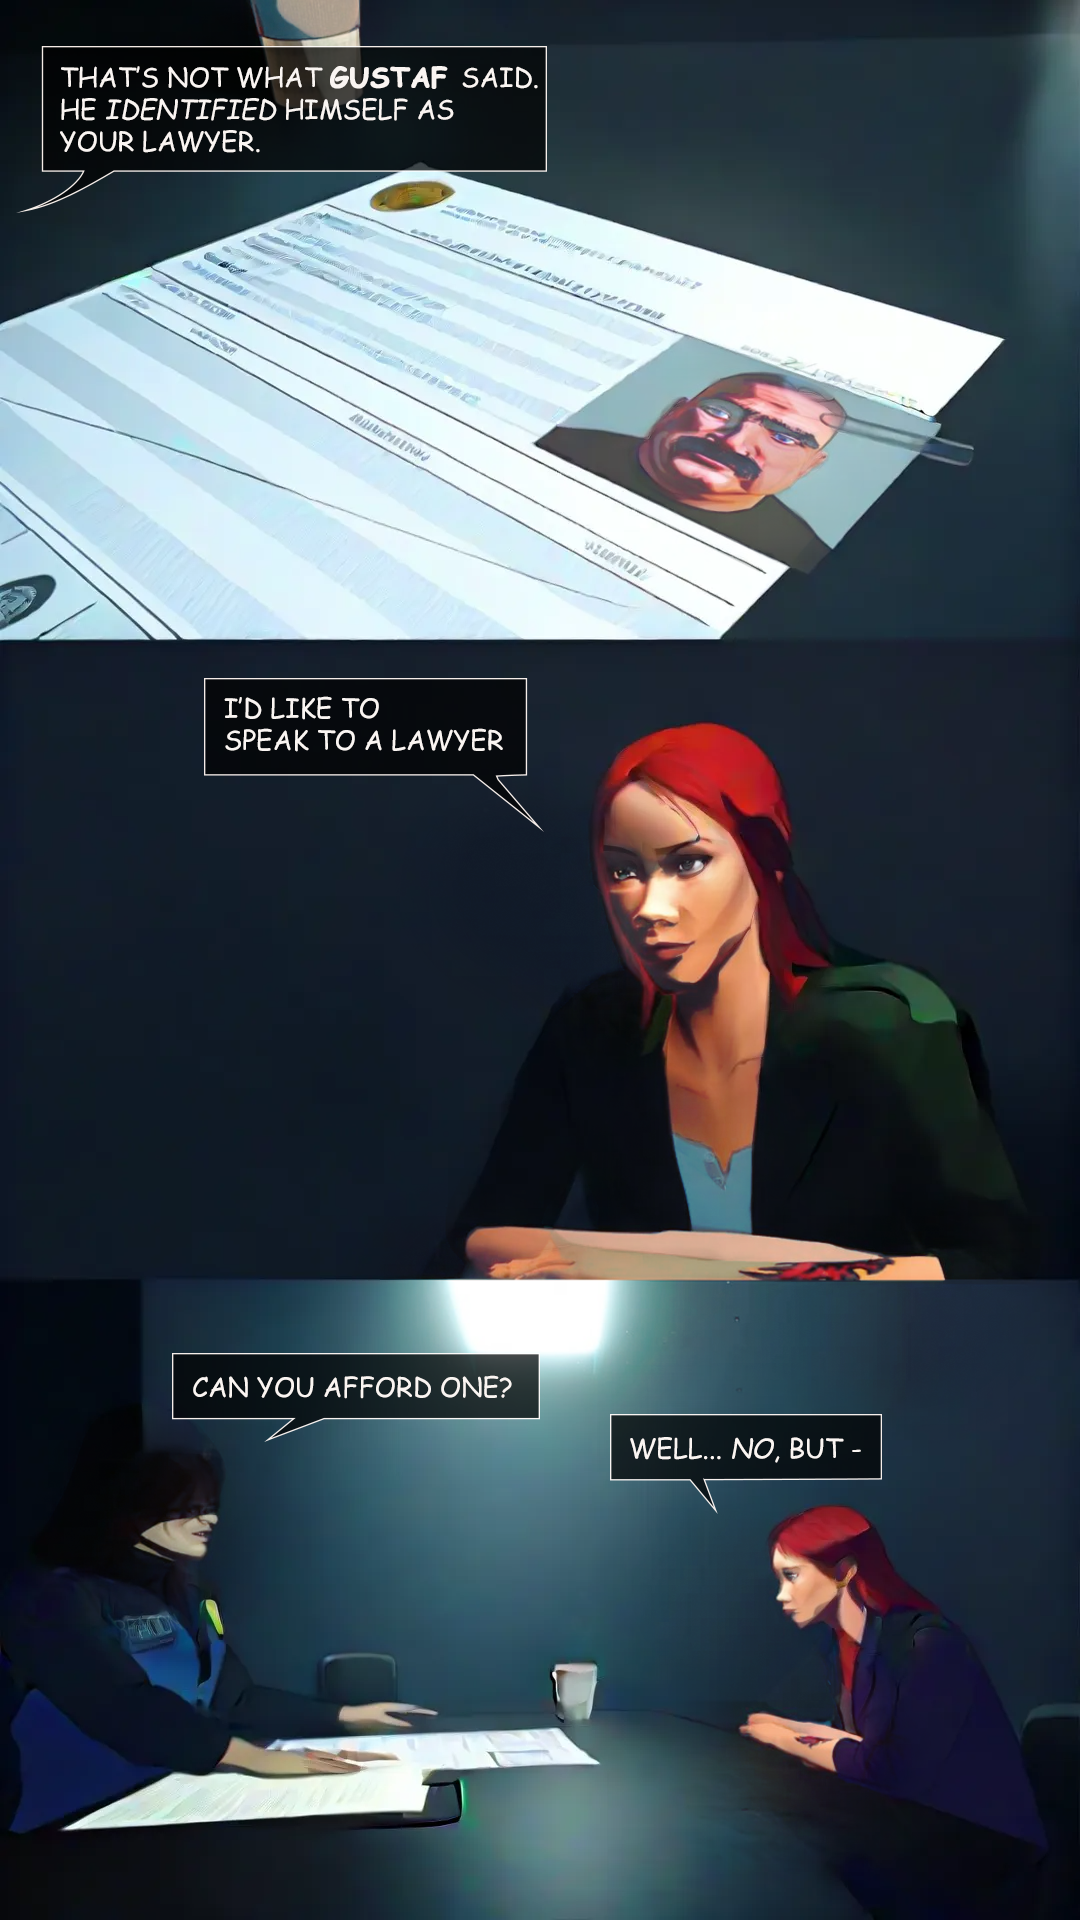 THAT'S NOT WHAT GUSTAF SAID.
HE IDENTIFIED HIMSELF AS
YOUR LAWYER.
I'D LIKE TO
SPEAK TO A LAWYER
CAN YOU AFFORD ONE?
WELL... NO, BUT -